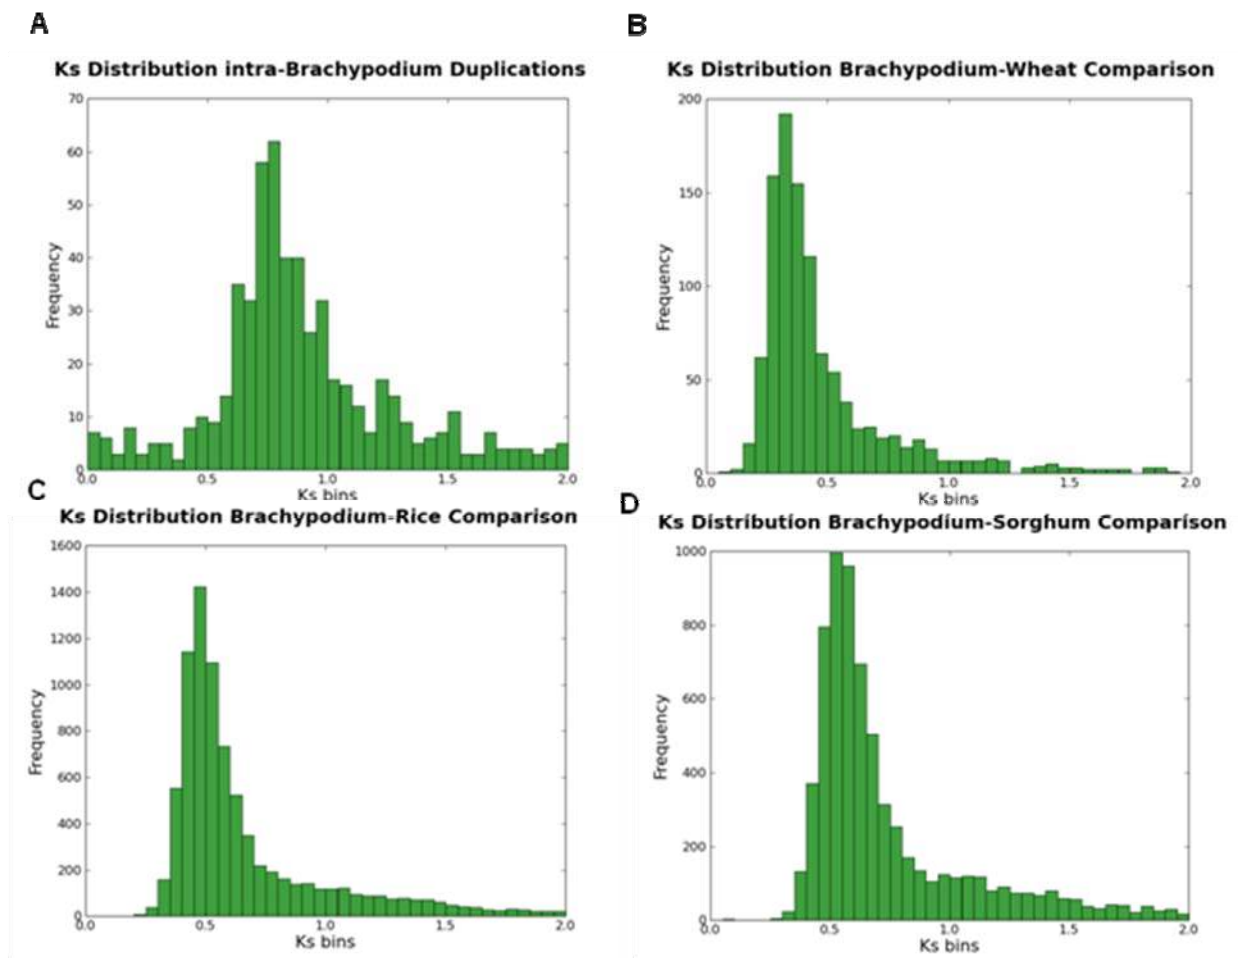 A
B
Ks Distribution intra-Brachypodium Duplications
Ks Distribution Brachypodium-Wheat Comparison
70
60
50
40
30
20
10
0
Frequency
0.0 0.5 1.0 1.5 2.0
Ks bins
200
150
100
50
0
Frequency
0.0 0.5 1.0 1.5 2.0
Ks bins
C
D
Ks Distribution Brachypodium-Rice Comparison
Ks Distribution Brachypodium-Sorghum Comparison
1600
1400
1200
1000
800
600
400
200
0
Frequency
0.0 0.5 1.0 1.5 2.0
Ks bins
1000
800
600
400
200
0
Frequency
0.0 0.5 1.0 1.5 2.0
Ks bins